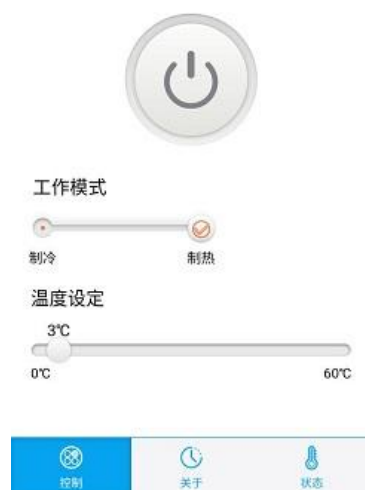 工作模式
制冷 制热
温度设定
3℃
0℃ 60℃
控制 关于 状态